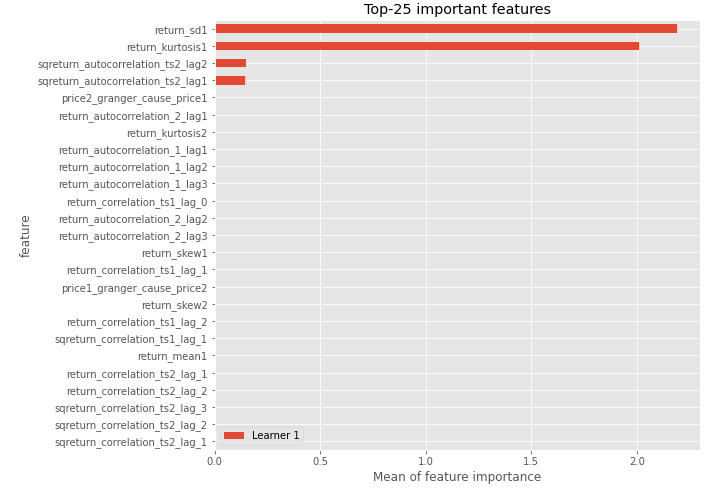 Top-25 important features
return_sd1
return_kurtosis1
sqreturn_autocorrelation_ts2_lag2
sqreturn_autocorrelation_ts2_lag1
price2_granger_cause_price1
return_autocorrelation_2_lag1
return_kurtosis2
return_autocorrelation_1_lag1
return_autocorrelation_1_lag2
return_autocorrelation_1_lag3
return_correlation_ts1_lag_0
return_autocorrelation_2_lag2
return_autocorrelation_2_lag3
return_skew1
return_correlation_ts1_lag_1
price1_granger_cause_price2
return_skew2
return_correlation_ts1_lag_2
sqreturn_correlation_ts1_lag_1
return_mean1
return_correlation_ts2_lag_1
return_correlation_ts2_lag_2
sqreturn_correlation_ts2_lag_3
sqreturn_correlation_ts2_lag_2
sqreturn_correlation_ts2_lag_1
feature
Learner 1
0.0 0.5 1.0 1.5 2.0
Mean of feature importance